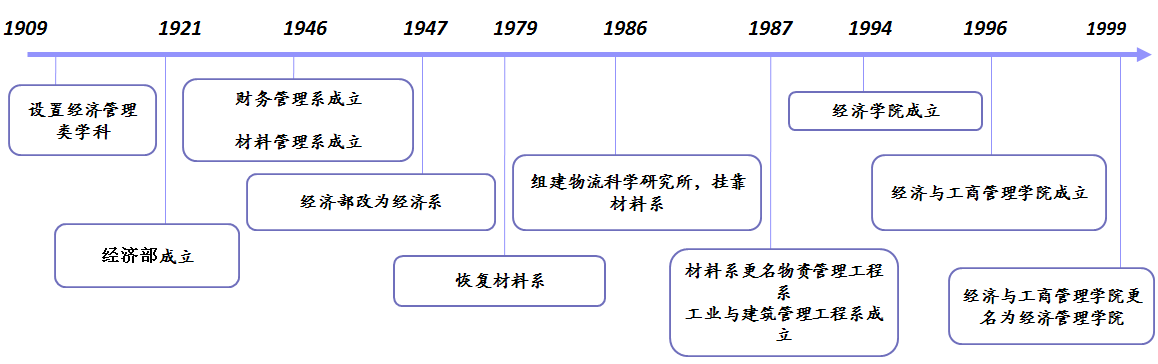 1909 1921 1946 1947 1979 1986 1987 1994 1996 1999
设置经济管理
类学科
经济部成立
财务管理系成立
材料管理系成立
经济部改为经济系
恢复材料系
组建物流科学研究所，挂靠
材料系
材料系更名物资管理工程
系
工业与建筑管理工程系成
立
经济学院成立
经济与工商管理学院成立
经济与工商管理学院更
名为经济管理学院